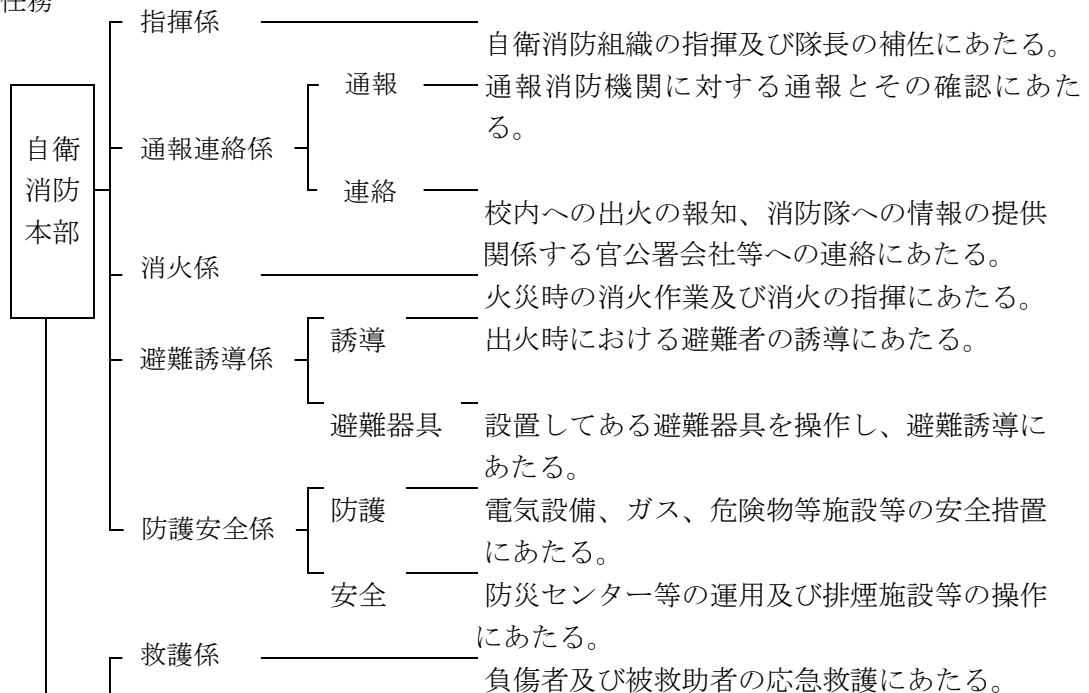 任務
指揮係
自衛消防組織の指揮及び隊長の補佐にあたる。
通報
通報消防機関に対する通報とその確認にあた
る。
自衛
消防
本部
通報連絡係
連絡
校内への出火の報知、消防隊への情報の提供
関係する官公署会社等への連絡にあたる。
消火係
火災時の消火作業及び消火の指揮にあたる。
避難誘導係
誘導
出火時における避難者の誘導にあたる。
避難器具
設置してある避難器具を操作し、避難誘導に
あたる。
防護安全係
防護
電気設備、ガス、危険物等施設等の安全措置
にあたる。
安全
防災センター等の運用及び排煙施設等の操作
にあたる。
救護係
負傷者及び被救助者の応急救護にあたる。